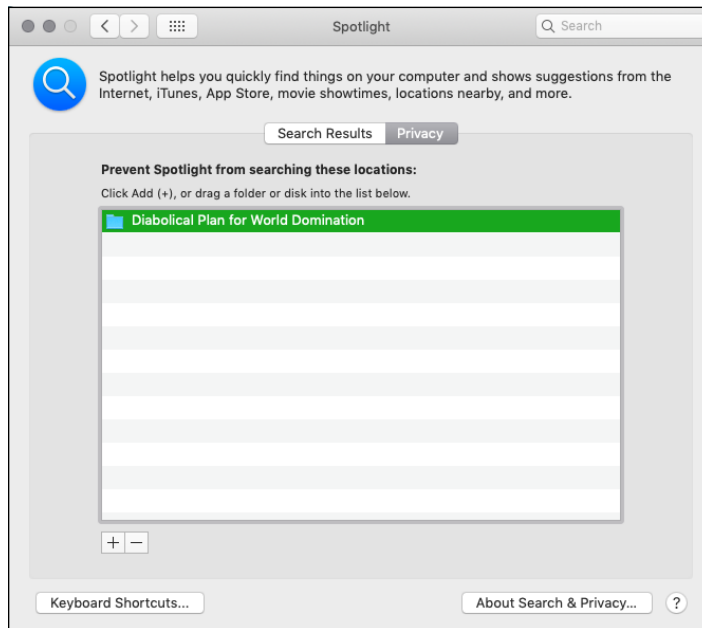 Spotlight
Search
Spotlight helps you quickly find things on your computer and shows suggestions from the
Internet, iTunes, App Store, movie showtimes, locations nearby, and more.
Search Results
Privacy
Prevent Spotlight from searching these locations:
Click Add (+), or drag a folder or disk into the list below.
Diabolical Plan for World Domination
+ −
Keyboard Shortcuts...
About Search & Privacy...
?